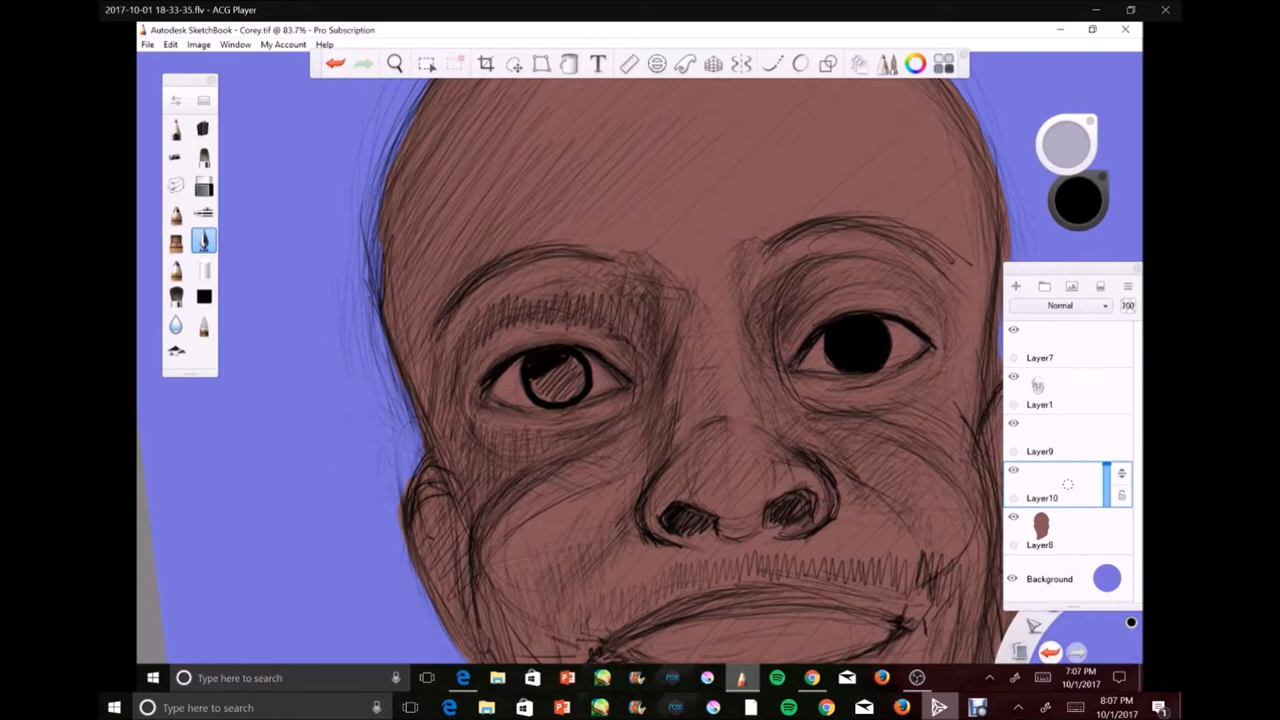 2017-10-01 18-33-35.flv - ACG Player
Autodesk SketchBook - Corey.tif @ 83.7% - Pro Subscription
File Edit Image Window My Account Help
T
Normal 100
Layer7
Layer1
Layer9
Layer10
Layer8
Background
Type here to search
7:07 PM
10/1/2017
Type here to search
8:07 PM
10/1/2017